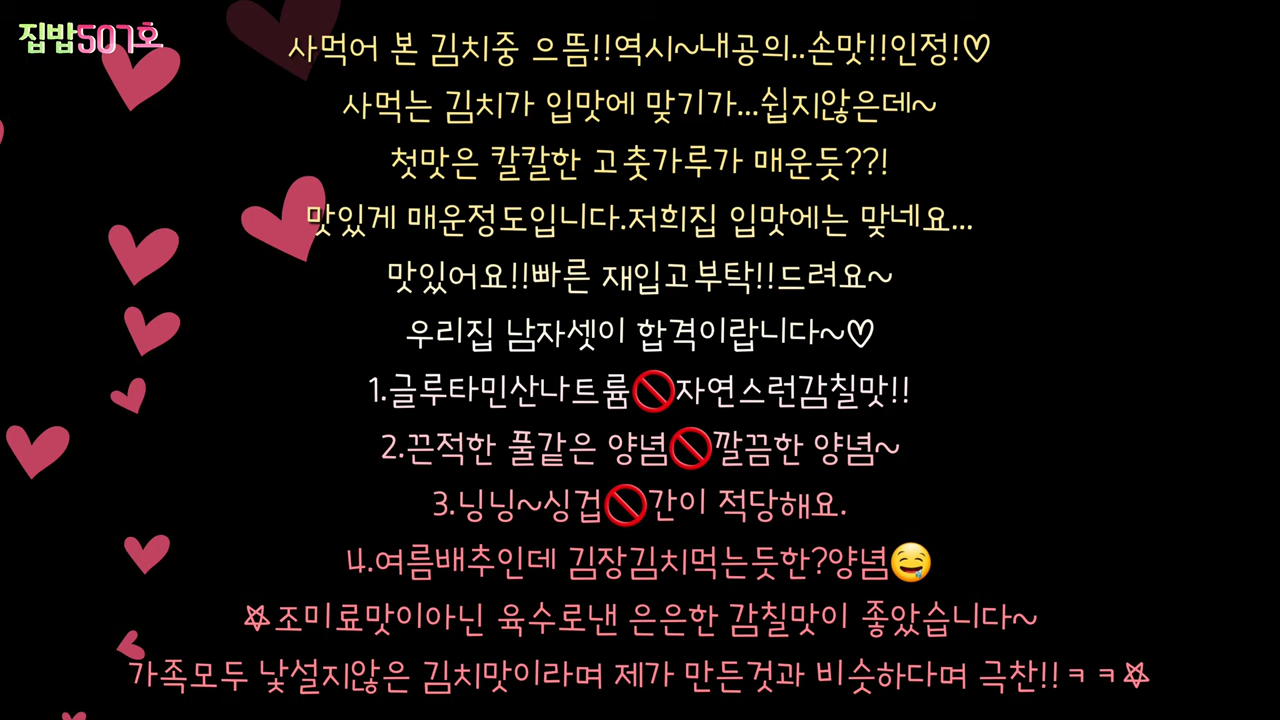 집밥507호
사먹어 본 김치중 으뜸!!역시~내공의..손맛!!인정!♡
사먹는 김치가 입맛에 맞기가...쉽지않은데~
첫맛은 칼칼한 고춧가루가 매운듯??!
맛있게 매운정도입니다.저희집 입맛에는 맞네요...
맛있어요!!빠른 재입고부탁!!드려요~
우리집 남자셋이 합격이랍니다~♡
1.글루타민산나트륨🚫자연스런감칠맛!!
2.끈적한 풀같은 양념🚫깔끔한 양념~
3.닝닝~싱겁🚫간이 적당해요.
4.여름배추인데 김장김치먹는듯한?양념🤤
⛧조미료맛이아닌 육수로낸 은은한 감칠맛이 좋았습니다~
가족모두 낯설지않은 김치맛이라며 제가 만든것과 비슷하다며 극찬!!ㅋㅋ⛧